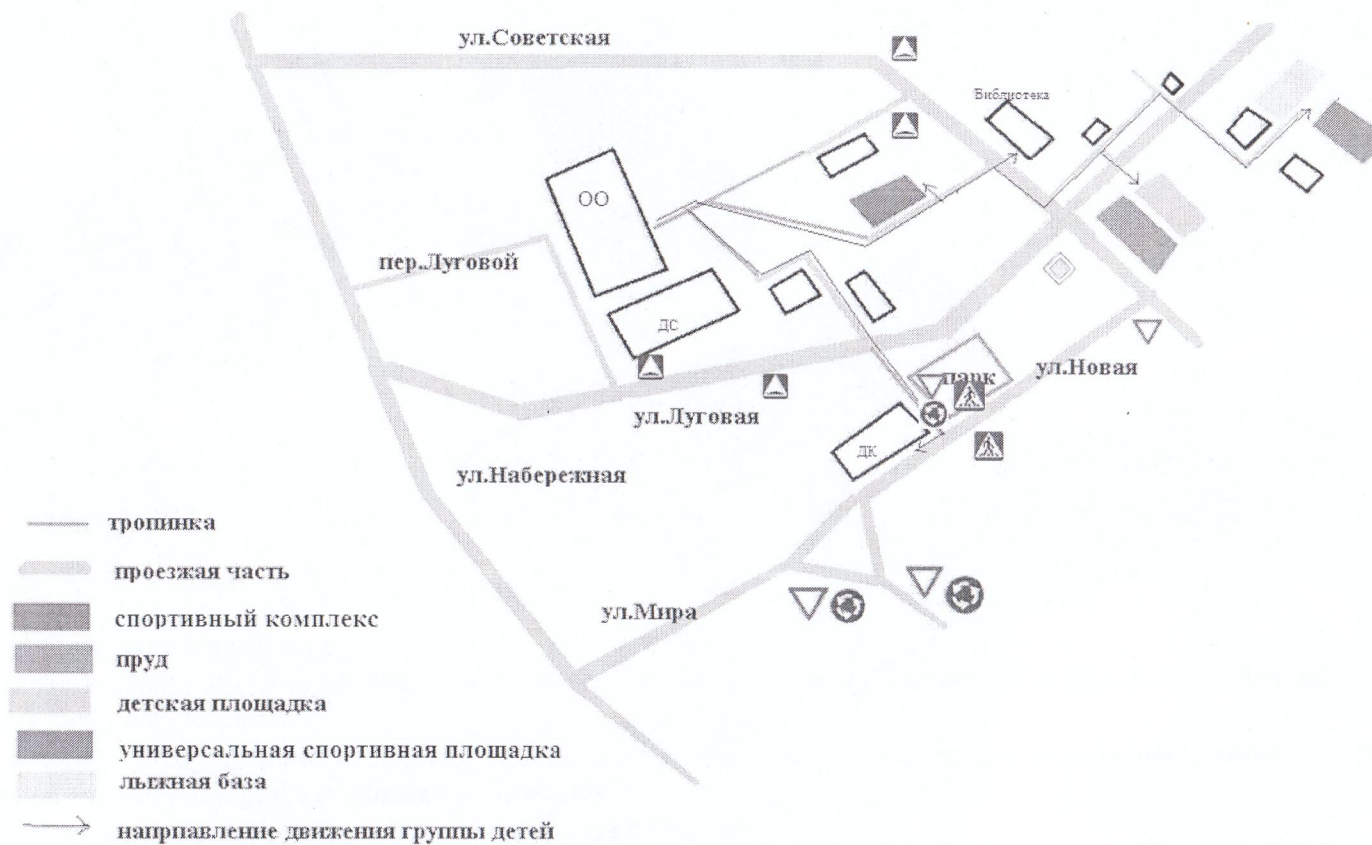 ул.Советская
Библиотека
ОО
пер.Луговой
ДС
парк
ул.Новая
ул.Луговая
ДК
ул.Набережная
тропинка
проезжая часть
ул.Мира
спортивный комплекс
пруд
детская площадка
универсальная спортивная площадка
лыжная база
напрпавление движения группы детей